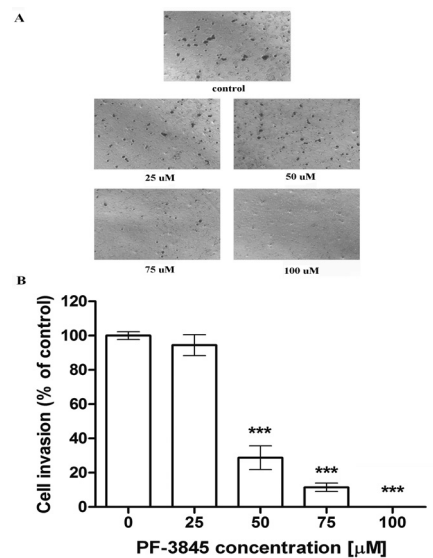 A
control
25 uM
50 uM
75 uM
100 uM
B
120
100
80
60
40
20
0
Cell invasion (% of control)
***
***
***
0
25
50
75
100
PF-3845 concentration [µM]